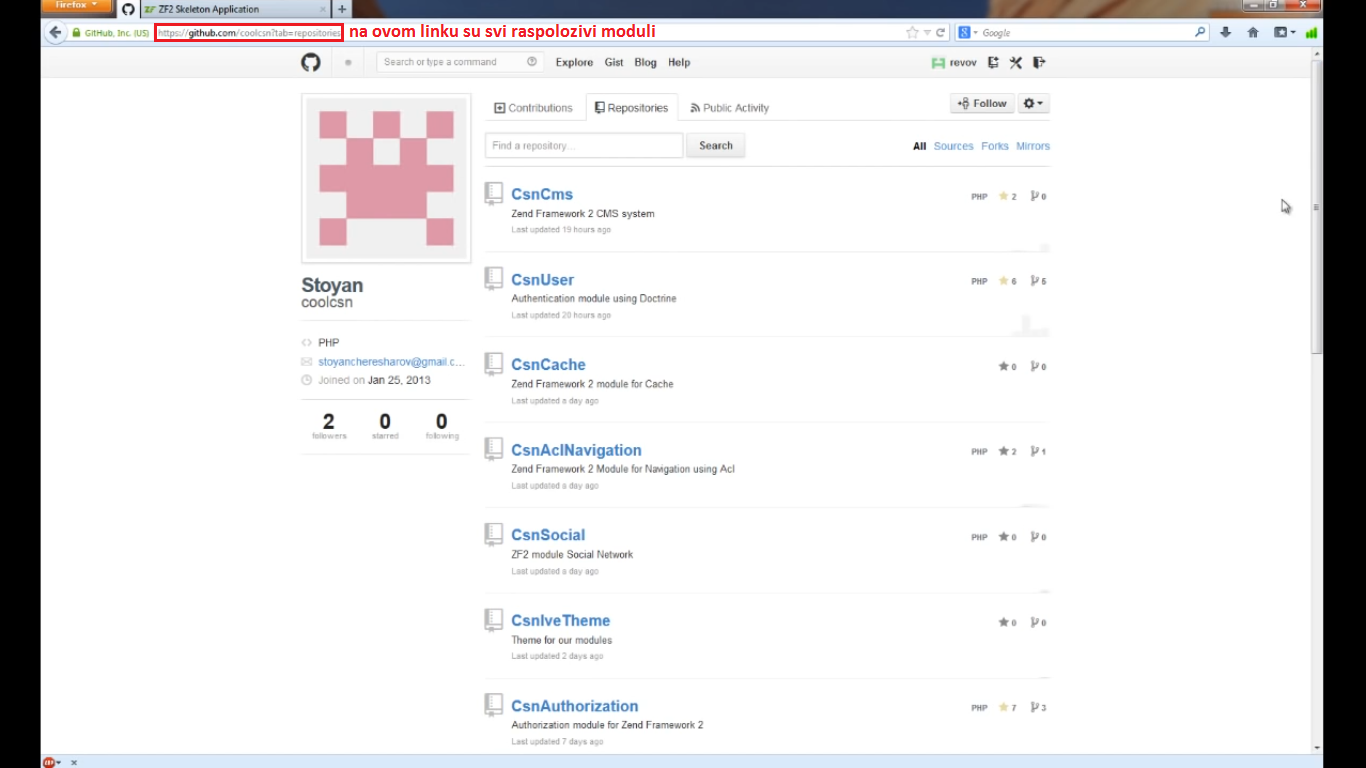 Firefox
ZF2 Skeleton Application
GitHub, Inc. (US) https://github.com/coolcsn?tab=repositories na ovom linku su svi raspolozivi moduli
Google
Search or type a command Explore Gist Blog Help revov
Contributions Repositories Public Activity Follow
Find a repository... Search All Sources Forks Mirrors
CsnCms PHP 2 0
Zend Framework 2 CMS system
Last updated 19 hours ago
CsnUser PHP 6 5
Authentication module using Doctrine
Last updated 20 hours ago
Stoyan
coolcsn
PHP
stoyancheresharov@gmail.c...
Joined on Jan 25, 2013
2 0 0
followers starred following
CsnCache 0 0
Zend Framework 2 module for Cache
Last updated a day ago
CsnAclNavigation PHP 2 1
Zend Framework 2 Module for Navigation using Acl
Last updated a day ago
CsnSocial PHP 0 0
ZF2 module Social Network
Last updated a day ago
CsnIveTheme 0 0
Theme for our modules
Last updated 2 days ago
CsnAuthorization PHP 7 3
Authorization module for Zend Framework 2
Last updated 7 days ago